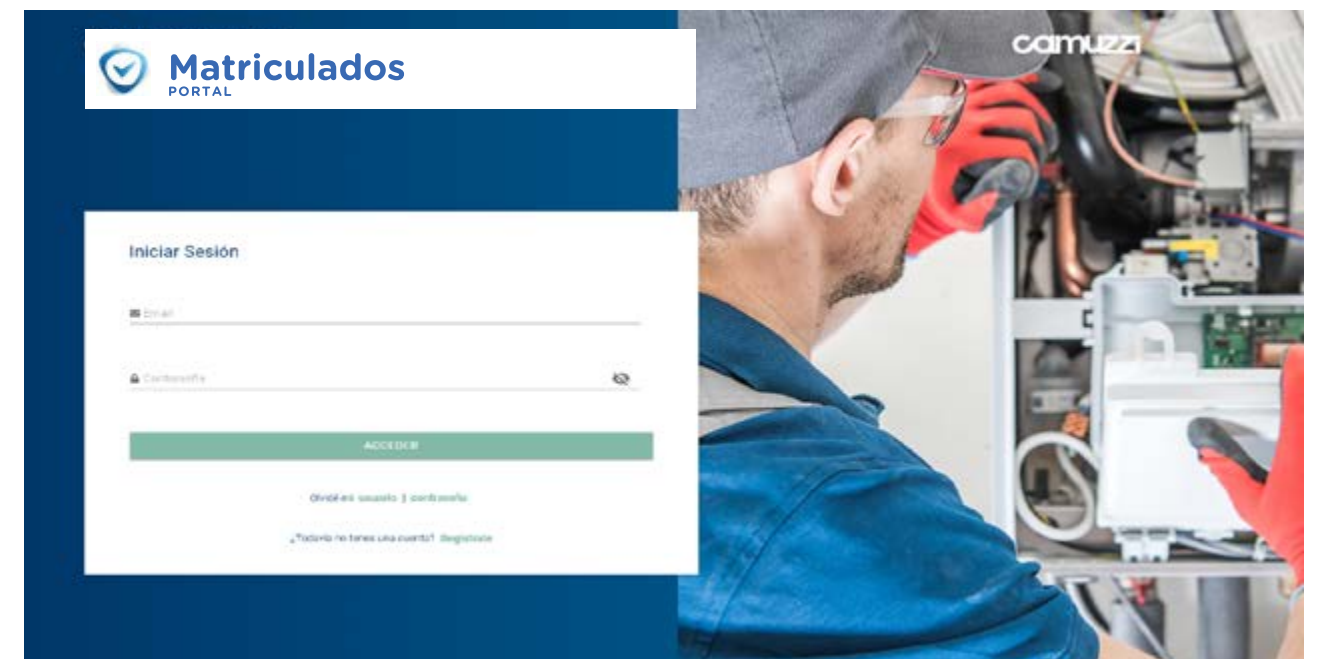 Matriculados
PORTAL
camuzzi
Iniciar Sesión
Email
Contraseña
ACCEDER
Olvidé mi usuario | contraseña
¿Todavía no tenes una cuenta? Registrate